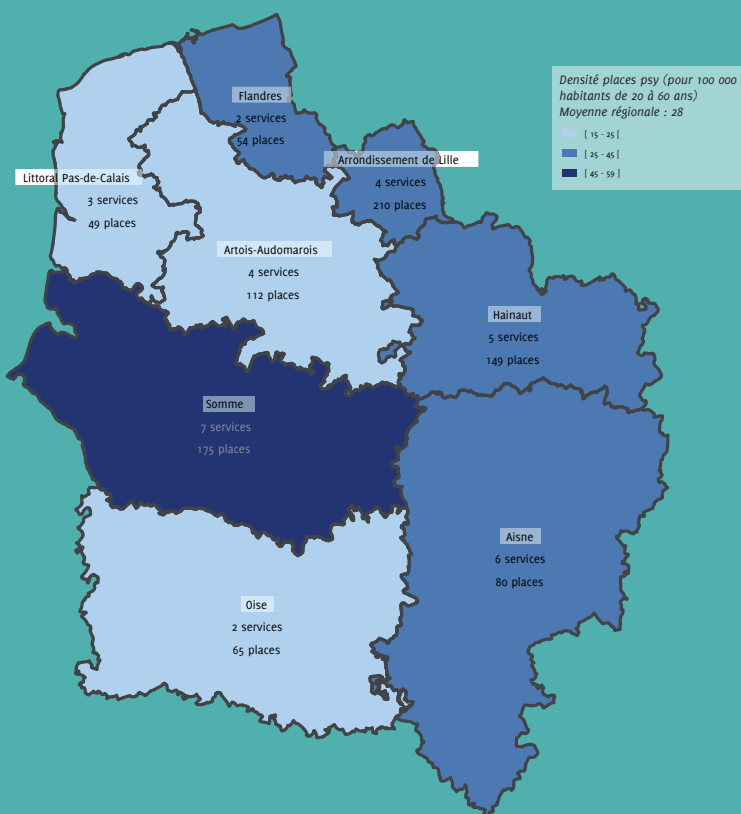 Densité places psy (pour 100 000
habitants de 20 à 60 ans)
Moyenne régionale : 28
[ 15 - 25 [
[ 25 - 45 [
[ 45 - 59 ]
Flandres
2 services
54 places
Arrondissement de Lille
4 services
210 places
Littoral Pas-de-Calais
3 services
49 places
Artois-Audomarois
4 services
112 places
Hainaut
5 services
149 places
Somme
7 services
175 places
Aisne
6 services
80 places
Oise
2 services
65 places